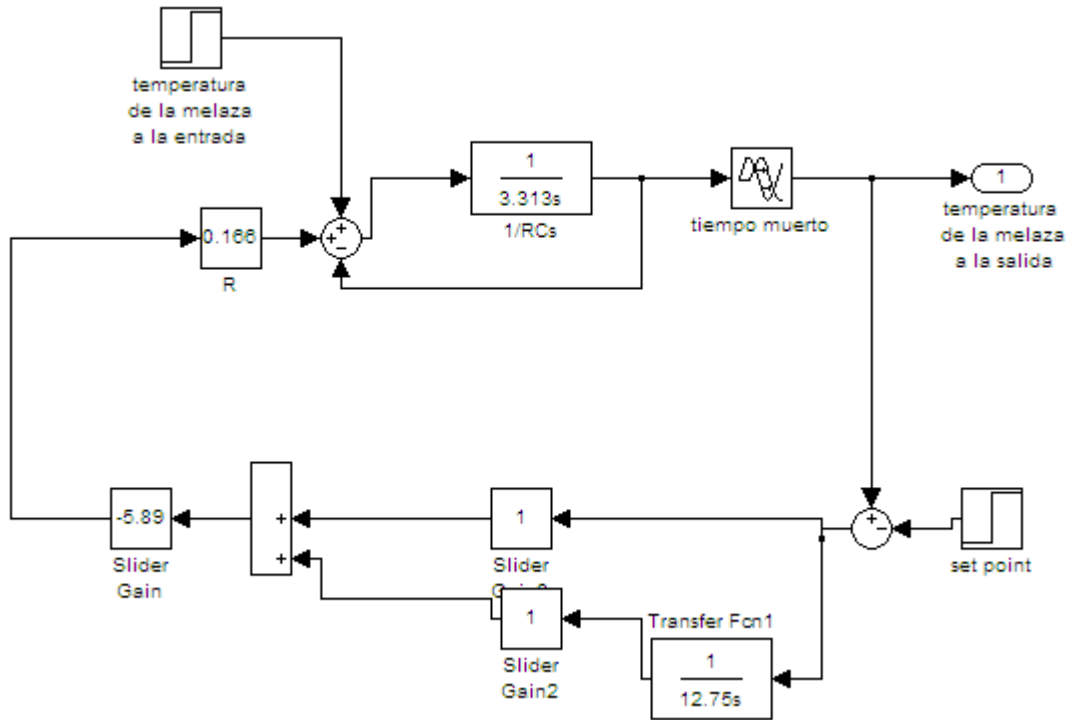 temperatura
de la melaza
a la entrada
1
3.313s
1/RCs
tiempo muerto
1
temperatura
de la melaza
a la salida
0.166
R
-5.89
Slider
Gain
1
Slider
1
Slider
Gain2
Transfer Fcn1
1
12.75s
set point